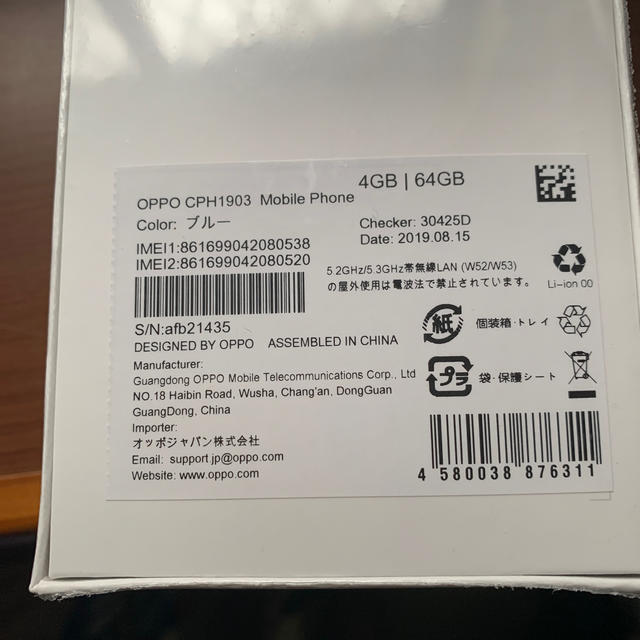 OPPO CPH1903 Mobile Phone
4GB | 64GB
Color: ブルー
Checker: 30425D
Date: 2019.08.15
IMEI1:861699042080538
IMEI2:861699042080520
5.2GHz/5.3GHz帯無線LAN (W52/W53)
の屋外使用は電波法で禁止されています。
Li-ion 00
S/N:afb21435
DESIGNED BY OPPO ASSEMBLED IN CHINA
紙 個装箱・トレイ
プラ 袋・保護シート
Manufacturer:
Guangdong OPPO Mobile Telecommunications Corp., Ltd
NO.18 Haibin Road, Wusha, Chang'an, DongGuan
GuangDong, China
Importer:
オッポジャパン株式会社
Email: support.jp@oppo.com
Website: www.oppo.com
4 580038 876311